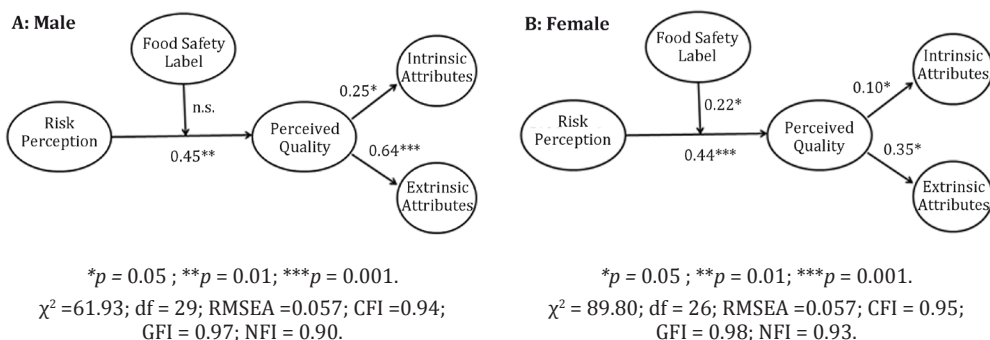 A: Male
Food Safety
Label
n.s.
Risk
Perception
0.45**
Perceived
Quality
0.25*
0.64***
Intrinsic
Attributes
Extrinsic
Attributes
*p = 0.05 ; **p = 0.01; ***p = 0.001.
χ² =61.93; df = 29; RMSEA =0.057; CFI =0.94;
GFI = 0.97; NFI = 0.90.
B: Female
Food Safety
Label
0.22*
Risk
Perception
0.44***
Perceived
Quality
0.10*
0.35*
Intrinsic
Attributes
Extrinsic
Attributes
*p = 0.05 ; **p = 0.01; ***p = 0.001.
χ² = 89.80; df = 26; RMSEA =0.057; CFI = 0.95;
GFI = 0.98; NFI = 0.93.